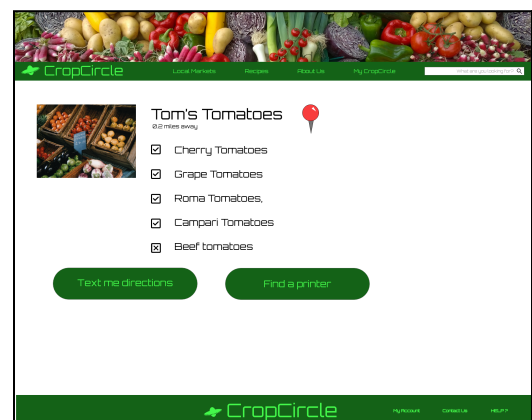 CropCircle
Local Markets Recipes About Us My CropCircle What are you looking for?
Tom's Tomatoes
0.2 miles away
Cherry Tomatoes
Grape Tomatoes
Roma Tomatoes,
Campari Tomatoes
Beef tomatoes
Text me directions Find a printer
CropCircle My Account Contact Us HELP?!